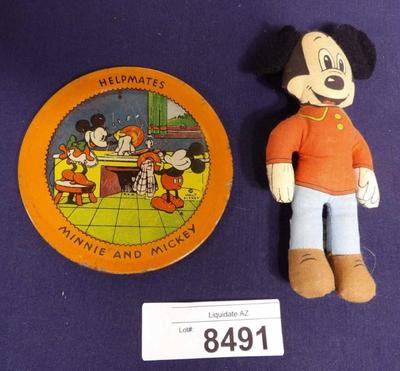 HELPMATES
MINNIE AND MICKEY
Liquidate AZ
Lot#:
8491